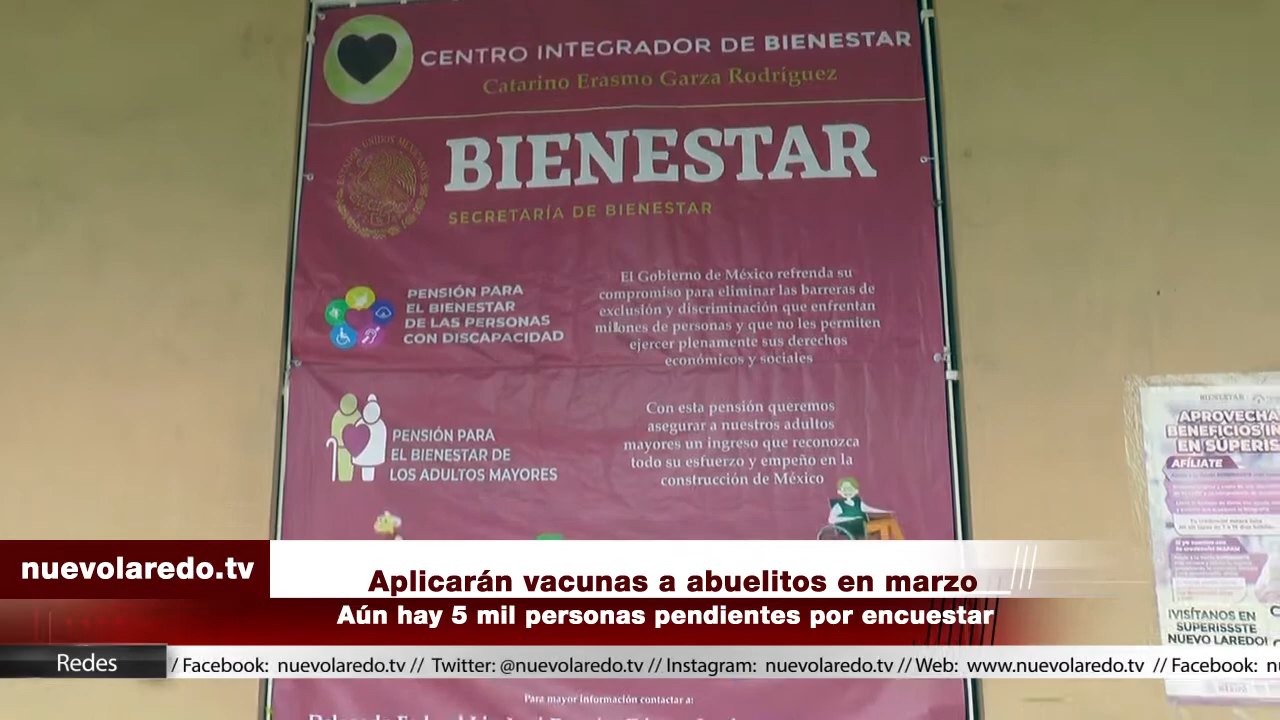 CENTRO INTEGRADOR DE BIENESTAR
Catarino Erasmo Garza Rodríguez
BIENESTAR
SECRETARÍA DE BIENESTAR
PENSIÓN PARA
EL BIENESTAR
DE LAS PERSONAS
CON DISCAPACIDAD
El Gobierno de México refrenda su
compromiso para eliminar las barreras de
exclusión y discriminación que enfrentan
millones de personas y que no les permiten
ejercer plenamente sus derechos
económicos y sociales
PENSIÓN PARA
EL BIENESTAR DE
LOS ADULTOS MAYORES
Con esta pensión queremos
asegurar a nuestros adultos
mayores un ingreso que reconozca
todo su esfuerzo y empeño en la
construcción de México
BIENESTAR
APROVECHA
BENEFICIOS
EN
AFÍLIATE
¡VISÍTANOS EN
SUPERISSSTE
NUEVO LAREDO!
nuevolaredo.tv
Aplicarán vacunas a abuelitos en marzo
Aún hay 5 mil personas pendientes por encuestar
Redes
/ Facebook: nuevolaredo.tv // Twitter: @nuevolaredo.tv // Instagram: nuevolaredo.tv // Web: www.nuevolaredo.tv // Facebook:
Para mayor información contactar a: